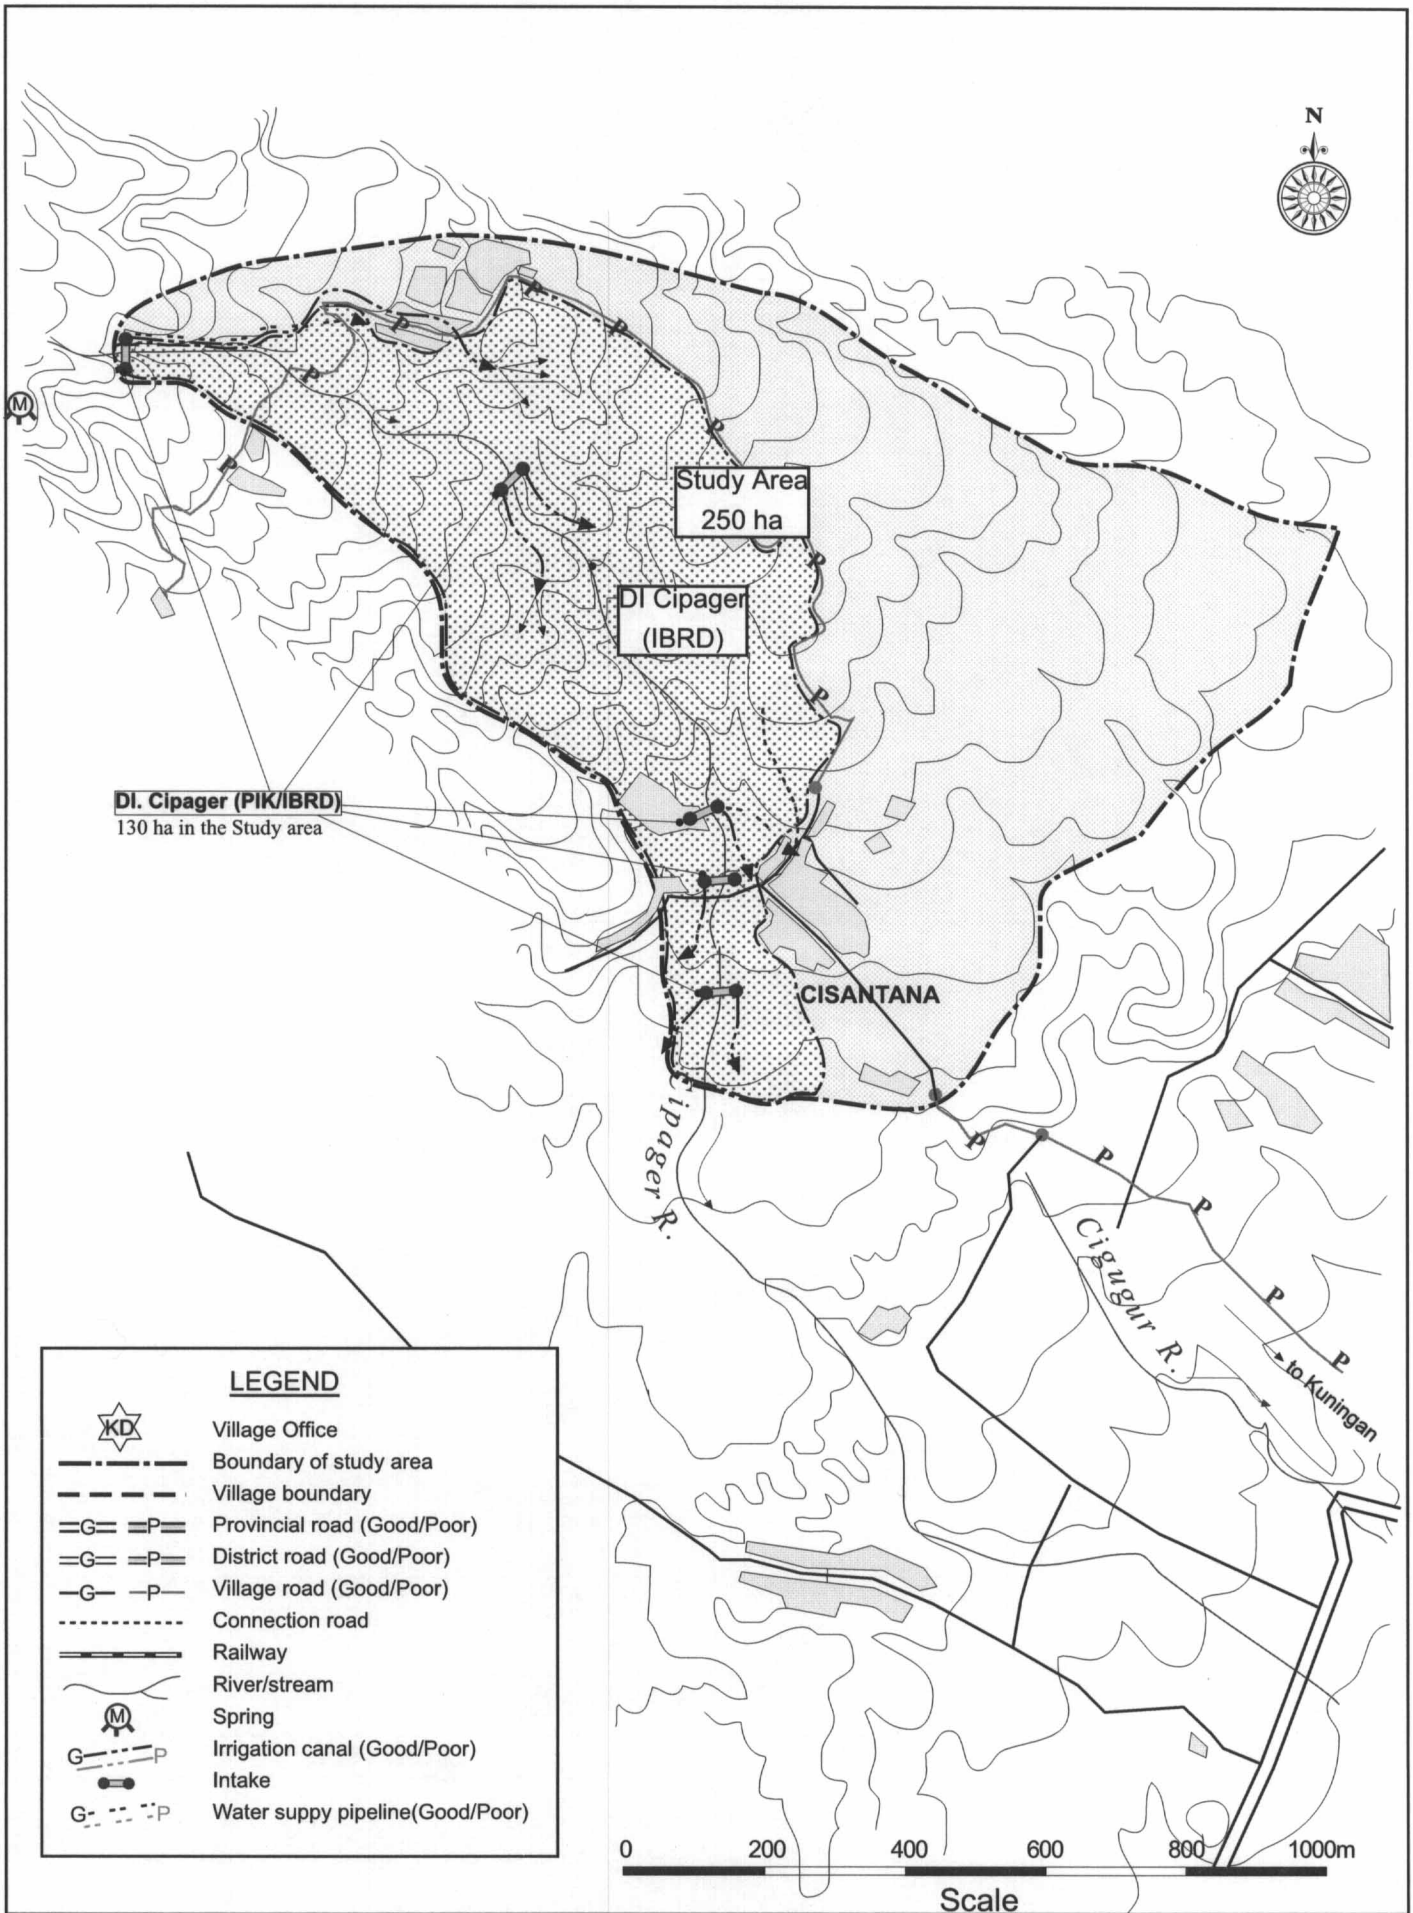 N
M
P
P
P
P
P
P
Study Area
250 ha
P
DI Cipager
(IBRD)
P
DI. Cipager (PIK/IBRD)
130 ha in the Study area
CISANTANA
Cipager R.
P
P
P
Cigugur R.
P
P
to Kuningan
LEGEND
KD Village Office
Boundary of study area
Village boundary
G P Provincial road (Good/Poor)
G P District road (Good/Poor)
G P Village road (Good/Poor)
Connection road
Railway
River/stream
M Spring
G P Irrigation canal (Good/Poor)
Intake
G P Water suppy pipeline(Good/Poor)
0 200 400 600 800 1000m
Scale